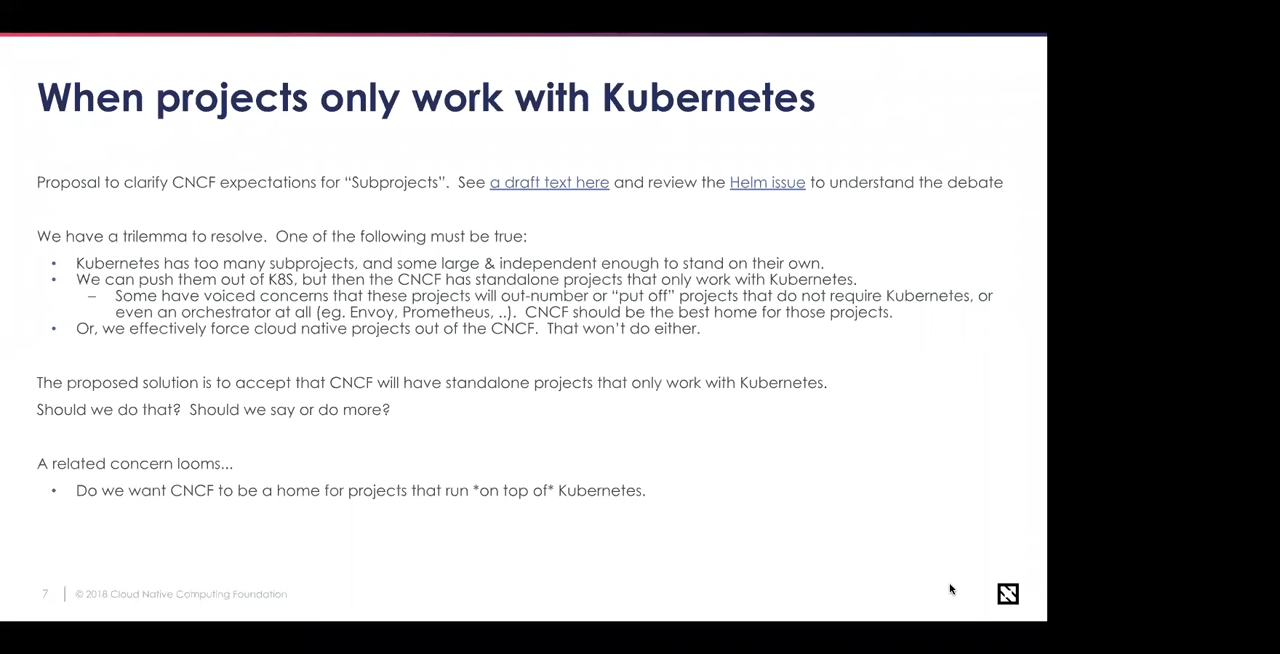 When projects only work with Kubernetes
Proposal to clarify CNCF expectations for “Subprojects”.  See a draft text here and review the Helm issue to understand the debate
We have a trilemma to resolve.  One of the following must be true:
• Kubernetes has too many subprojects, and some large & independent enough to stand on their own.
• We can push them out of K8S, but then the CNCF has standalone projects that only work with Kubernetes.
– Some have voiced concerns that these projects will out-number or “put off” projects that do not require Kubernetes, or
even an orchestrator at all (eg. Envoy, Prometheus, ..).  CNCF should be the best home for those projects.
• Or, we effectively force cloud native projects out of the CNCF.  That won’t do either.
The proposed solution is to accept that CNCF will have standalone projects that only work with Kubernetes.
Should we do that?  Should we say or do more?
A related concern looms...
• Do we want CNCF to be a home for projects that run *on top of* Kubernetes.
7 | © 2018 Cloud Native Computing Foundation